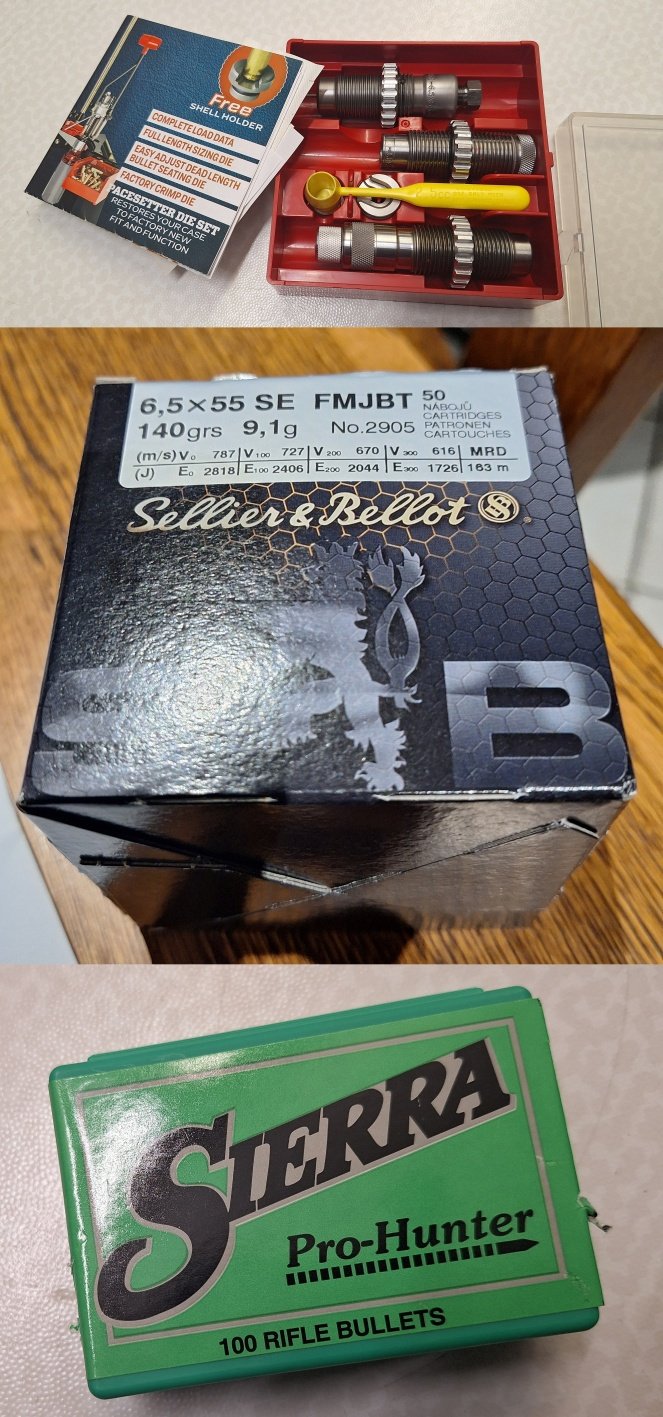 Free
SHELL HOLDER
COMPLETE LOAD DATA
FULL LENGTH SIZING DIE
EASY ADJUST DEAD LENGTH
BULLET SEATING DIE
FACTORY CRIMP DIE
PACESETTER DIE SET
RESTORES YOUR CASE
TO FACTORY NEW
FIT AND FUNCTION
6,5×55 SE FMJBT 50
NÁBOJŮ
CARTRIDGES
PATRONEN
CARTOUCHES
140grs 9,1g No.2905
(m/s) V₀ 787 V₁₀₀ 727 V₂₀₀ 670 V₃₀₀ 616 MRD
(J) E₀ 2818 E₁₀₀ 2406 E₂₀₀ 2044 E₃₀₀ 1726 183 m
Sellier & Bellot
S B
SIERRA
Pro-Hunter
100 RIFLE BULLETS